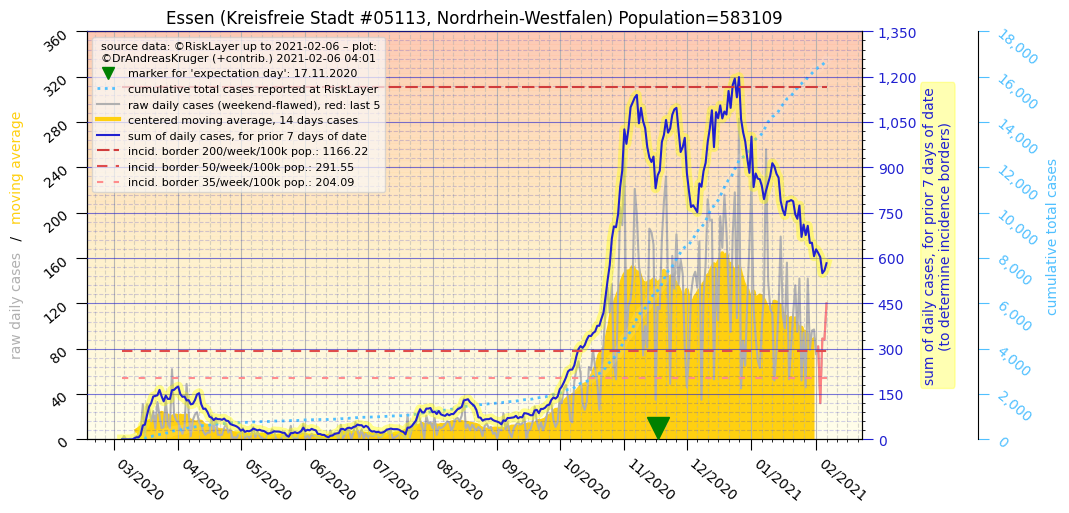 Essen (Kreisfreie Stadt #05113, Nordrhein-Westfalen) Population=583109
source data: ©RiskLayer up to 2021-02-06 – plot:
©DrAndreasKruger (+contrib.) 2021-02-06 04:01
marker for 'expectation day': 17.11.2020
cumulative total cases reported at RiskLayer
raw daily cases (weekend-flawed), red: last 5
centered moving average, 14 days cases
sum of daily cases, for prior 7 days of date
incid. border 200/week/100k pop.: 1166.22
incid. border 50/week/100k pop.: 291.55
incid. border 35/week/100k pop.: 204.09
raw daily cases / moving average
360
320
280
240
200
160
120
80
40
0
03/2020
04/2020
05/2020
06/2020
07/2020
08/2020
09/2020
10/2020
11/2020
12/2020
01/2021
02/2021
1,350
1,200
1,050
900
750
600
450
300
150
0
sum of daily cases, for prior 7 days of date
(to determine incidence borders)
18,000
16,000
14,000
12,000
10,000
8,000
6,000
4,000
2,000
0
cumulative total cases